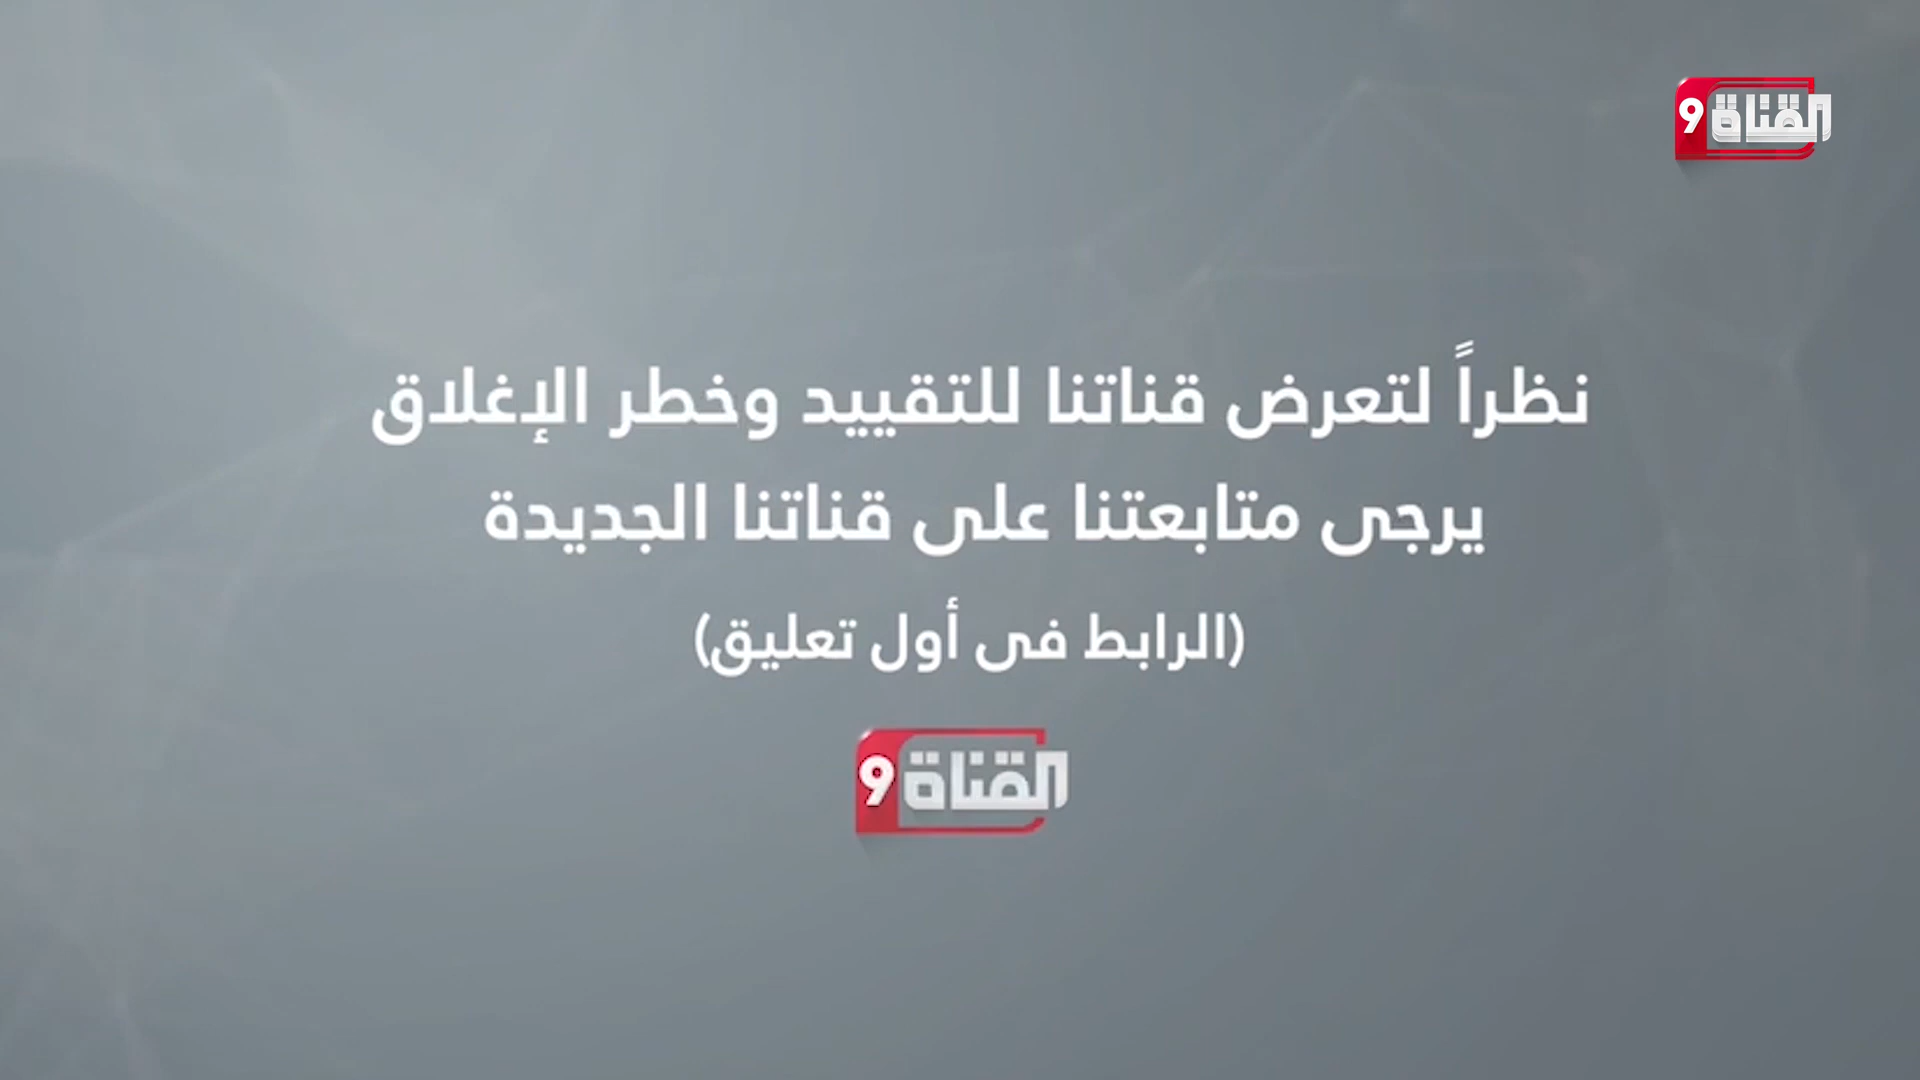 القناة 9
نظراً لتعرض قناتنا للتقييد وخطر الإغلاق
يرجى متابعتنا على قناتنا الجديدة
(الرابط فى أول تعليق)
القناة 9